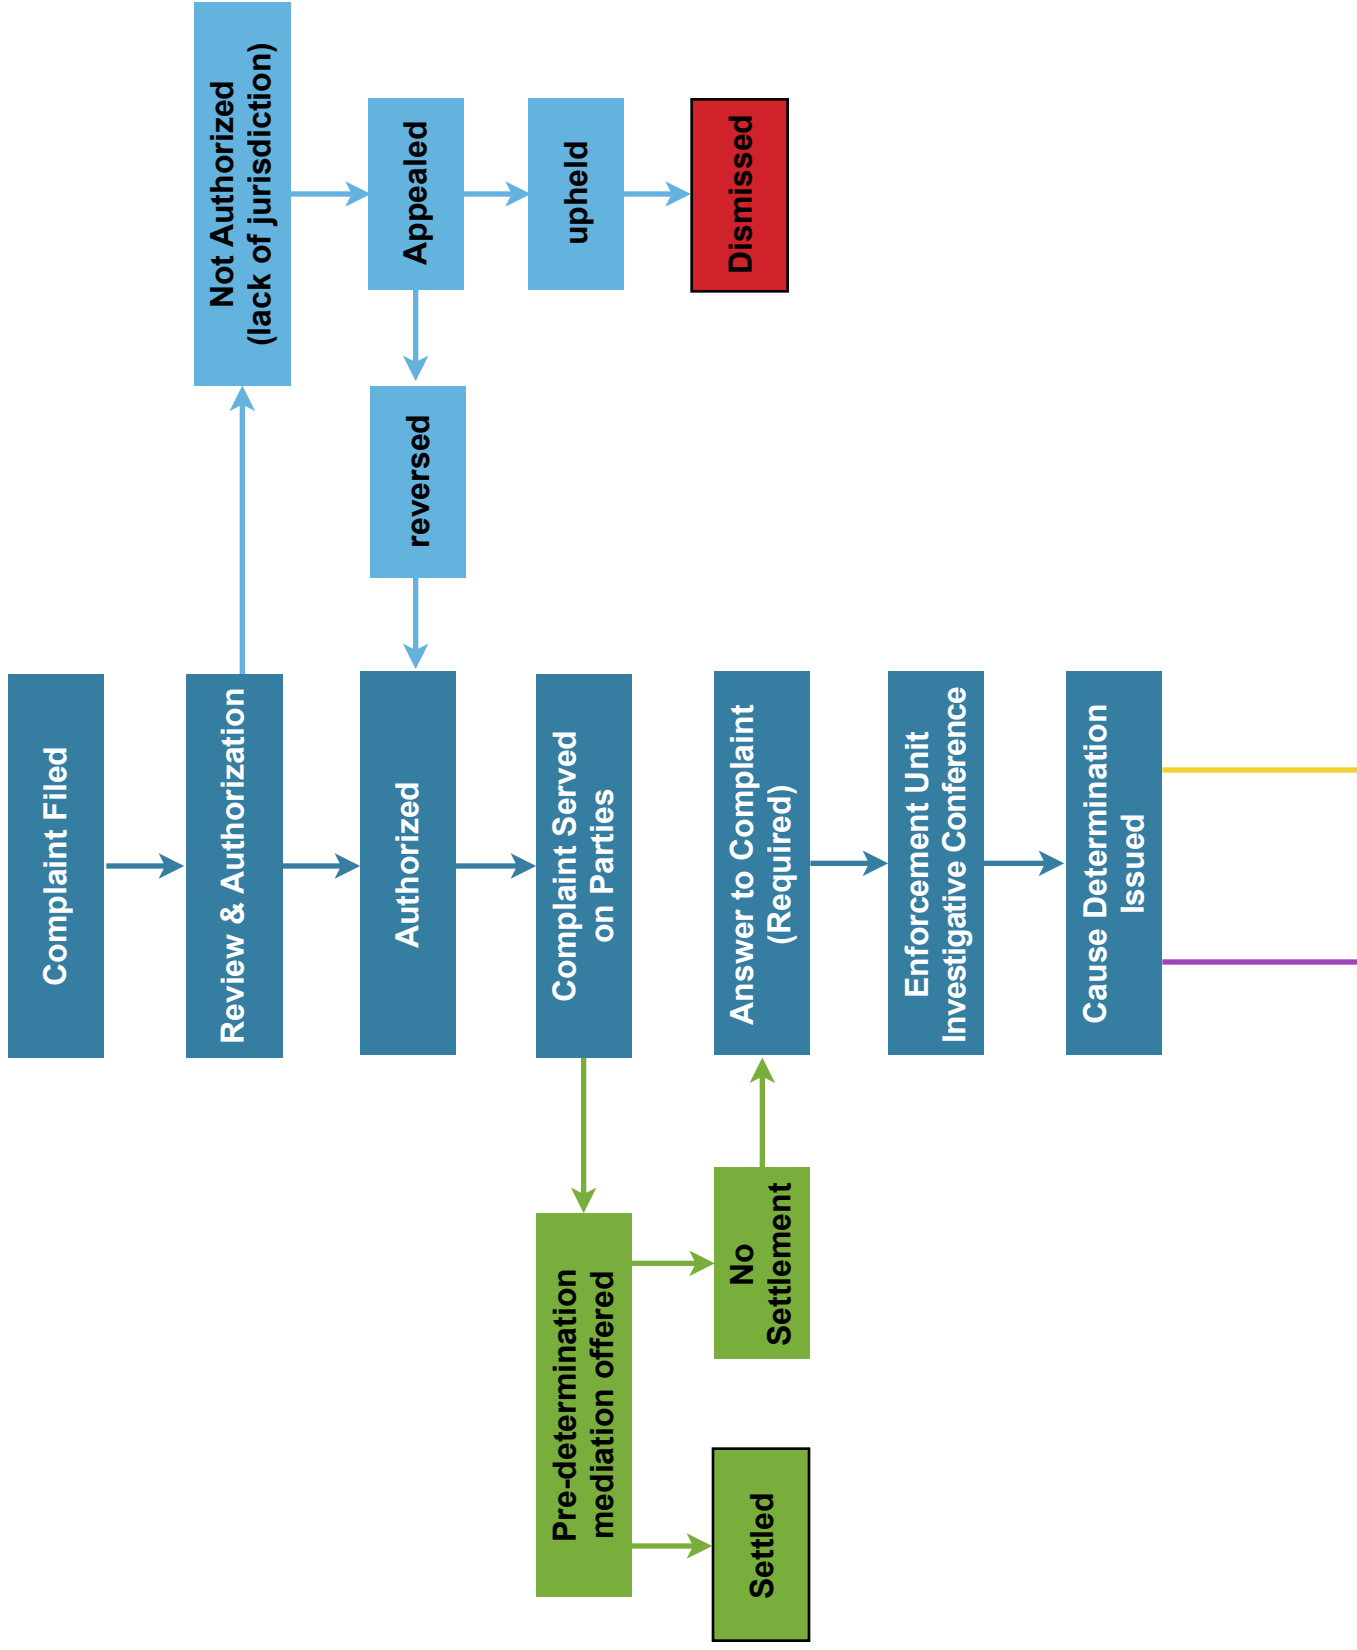 Complaint Filed
Review & Authorization
Not Authorized
(lack of jurisdiction)
Appealed
upheld
Dismissed
reversed
Authorized
Complaint Served
on Parties
Pre-determination
mediation offered
Settled
No
Settlement
Answer to Complaint
(Required)
Enforcement Unit
Investigative Conference
Cause Determination
Issued